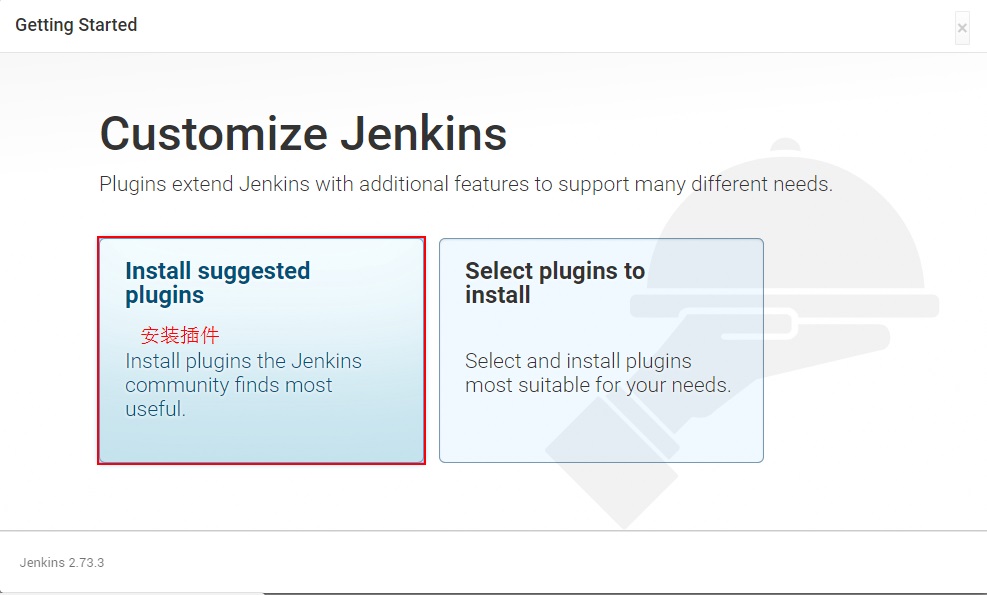 Getting Started
×
Customize Jenkins
Plugins extend Jenkins with additional features to support many different needs.
Install suggested
plugins
安装插件
Install plugins the Jenkins
community finds most
useful.
Select plugins to
install
Select and install plugins
most suitable for your needs.
Jenkins 2.73.3